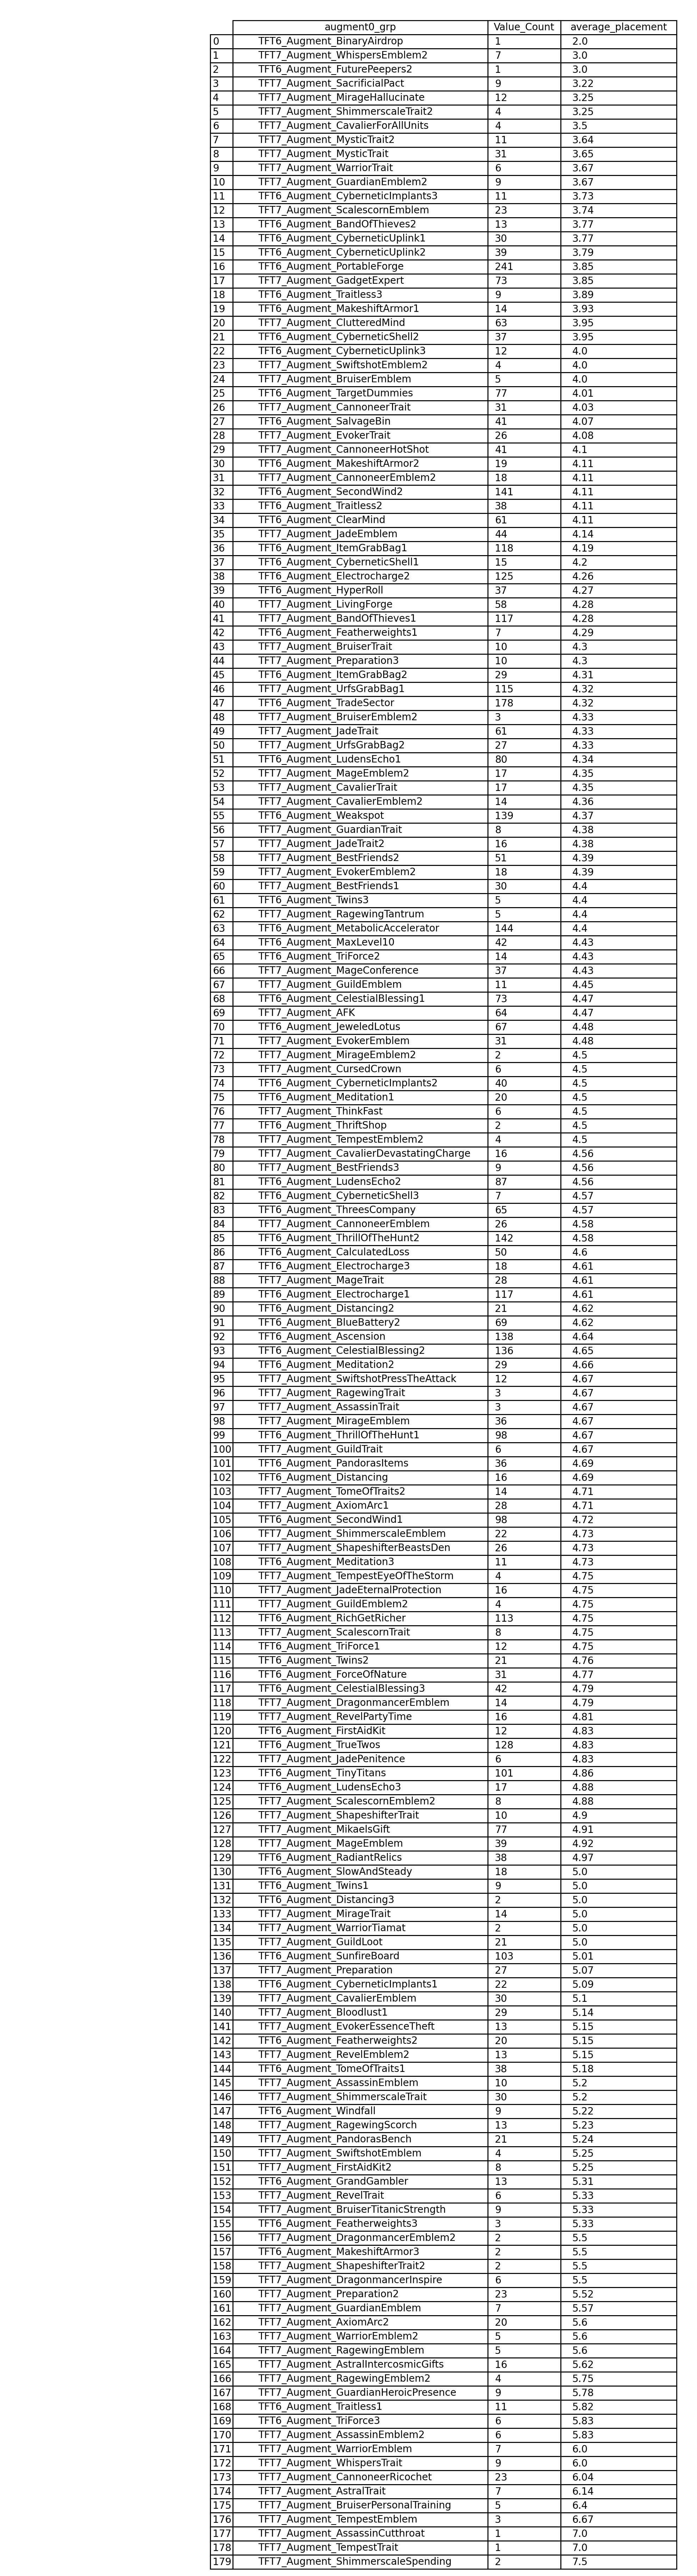 augment0_grp Value_Count average_placement
0 TFT6_Augment_BinaryAirdrop 1 2.0
1 TFT7_Augment_WhispersEmblem2 7 3.0
2 TFT6_Augment_FuturePeepers2 1 3.0
3 TFT7_Augment_SacrificialPact 9 3.22
4 TFT7_Augment_MirageHallucinate 12 3.25
5 TFT7_Augment_ShimmerscaleTrait2 4 3.25
6 TFT7_Augment_CavalierForAllUnits 4 3.5
7 TFT7_Augment_MysticTrait2 11 3.64
8 TFT7_Augment_MysticTrait 31 3.65
9 TFT7_Augment_WarriorTrait 6 3.67
10 TFT7_Augment_GuardianEmblem2 9 3.67
11 TFT6_Augment_CyberneticImplants3 11 3.73
12 TFT7_Augment_ScalescornEmblem 23 3.74
13 TFT7_Augment_BandOfThieves2 13 3.77
14 TFT6_Augment_CyberneticUplink1 30 3.77
15 TFT6_Augment_CyberneticUplink2 39 3.79
16 TFT6_Augment_PortableForge 241 3.85
17 TFT7_Augment_GadgetExpert 73 3.85
18 TFT6_Augment_Traitless3 9 3.89
19 TFT6_Augment_MakeshiftArmor1 14 3.93
20 TFT7_Augment_ClutteredMind 63 3.95
21 TFT6_Augment_CyberneticShell2 37 3.95
22 TFT6_Augment_CyberneticUplink3 12 4.0
23 TFT7_Augment_SwiftshotEmblem2 4 4.0
24 TFT7_Augment_BruiserEmblem 5 4.0
25 TFT6_Augment_TargetDummies 77 4.01
26 TFT7_Augment_CannoneerTrait 31 4.03
27 TFT6_Augment_SalvageBin 41 4.07
28 TFT7_Augment_EvokerTrait 26 4.08
29 TFT7_Augment_CannoneerHotShot 41 4.1
30 TFT6_Augment_MakeshiftArmor2 19 4.11
31 TFT7_Augment_CannoneerEmblem2 18 4.11
32 TFT6_Augment_SecondWind2 141 4.11
33 TFT6_Augment_Traitless2 38 4.11
34 TFT6_Augment_ClearMind 61 4.11
35 TFT7_Augment_JadeEmblem 44 4.14
36 TFT6_Augment_ItemGrabBag1 118 4.19
37 TFT6_Augment_CyberneticShell1 15 4.2
38 TFT6_Augment_Electrocharge2 125 4.26
39 TFT6_Augment_HyperRoll 37 4.27
40 TFT7_Augment_LivingForge 58 4.28
41 TFT7_Augment_BandOfThieves1 117 4.28
42 TFT6_Augment_Featherweights1 7 4.29
43 TFT7_Augment_BruiserTrait 10 4.3
44 TFT7_Augment_Preparation3 10 4.3
45 TFT6_Augment_ItemGrabBag2 29 4.31
46 TFT7_Augment_UrfsGrabBag1 115 4.32
47 TFT6_Augment_TradeSector 178 4.32
48 TFT7_Augment_BruiserEmblem2 3 4.33
49 TFT7_Augment_JadeTrait 61 4.33
50 TFT7_Augment_UrfsGrabBag2 27 4.33
51 TFT6_Augment_LudensEcho1 80 4.34
52 TFT7_Augment_MageEmblem2 17 4.35
53 TFT7_Augment_CavalierTrait 17 4.35
54 TFT7_Augment_CavalierEmblem2 14 4.36
55 TFT6_Augment_Weakspot 139 4.37
56 TFT7_Augment_GuardianTrait 8 4.38
57 TFT7_Augment_JadeTrait2 16 4.38
58 TFT7_Augment_BestFriends2 51 4.39
59 TFT7_Augment_EvokerEmblem2 18 4.39
60 TFT7_Augment_BestFriends1 30 4.4
61 TFT6_Augment_Twins3 5 4.4
62 TFT7_Augment_RagewingTantrum 5 4.4
63 TFT6_Augment_MetabolicAccelerator 144 4.4
64 TFT6_Augment_MaxLevel10 42 4.43
65 TFT6_Augment_TriForce2 14 4.43
66 TFT7_Augment_MageConference 37 4.43
67 TFT7_Augment_GuildEmblem 11 4.45
68 TFT6_Augment_CelestialBlessing1 73 4.47
69 TFT7_Augment_AFK 64 4.47
70 TFT6_Augment_JeweledLotus 67 4.48
71 TFT7_Augment_EvokerEmblem 31 4.48
72 TFT7_Augment_MirageEmblem2 2 4.5
73 TFT7_Augment_CursedCrown 6 4.5
74 TFT6_Augment_CyberneticImplants2 40 4.5
75 TFT6_Augment_Meditation1 20 4.5
76 TFT7_Augment_ThinkFast 6 4.5
77 TFT6_Augment_ThriftShop 2 4.5
78 TFT7_Augment_TempestEmblem2 4 4.5
79 TFT7_Augment_CavalierDevastatingCharge 16 4.56
80 TFT7_Augment_BestFriends3 9 4.56
81 TFT6_Augment_LudensEcho2 87 4.56
82 TFT6_Augment_CyberneticShell3 7 4.57
83 TFT6_Augment_ThreesCompany 65 4.57
84 TFT7_Augment_CannoneerEmblem 26 4.58
85 TFT6_Augment_ThrillOfTheHunt2 142 4.58
86 TFT6_Augment_CalculatedLoss 50 4.6
87 TFT6_Augment_Electrocharge3 18 4.61
88 TFT7_Augment_MageTrait 28 4.61
89 TFT6_Augment_Electrocharge1 117 4.61
90 TFT6_Augment_Distancing2 21 4.62
91 TFT6_Augment_BlueBattery2 69 4.62
92 TFT6_Augment_Ascension 138 4.64
93 TFT6_Augment_CelestialBlessing2 136 4.65
94 TFT6_Augment_Meditation2 29 4.66
95 TFT7_Augment_SwiftshotPressTheAttack 12 4.67
96 TFT7_Augment_RagewingTrait 3 4.67
97 TFT7_Augment_AssassinTrait 3 4.67
98 TFT7_Augment_MirageEmblem 36 4.67
99 TFT6_Augment_ThrillOfTheHunt1 98 4.67
100 TFT7_Augment_GuildTrait 6 4.67
101 TFT6_Augment_PandorasItems 36 4.69
102 TFT6_Augment_Distancing 16 4.69
103 TFT7_Augment_TomeOfTraits2 14 4.71
104 TFT7_Augment_AxiomArc1 28 4.71
105 TFT6_Augment_SecondWind1 98 4.72
106 TFT7_Augment_ShimmerscaleEmblem 22 4.73
107 TFT7_Augment_ShapeshifterBeastsDen 26 4.73
108 TFT6_Augment_Meditation3 11 4.73
109 TFT7_Augment_TempestEyeOfTheStorm 4 4.75
110 TFT7_Augment_JadeEternalProtection 16 4.75
111 TFT7_Augment_GuildEmblem2 4 4.75
112 TFT6_Augment_RichGetRicher 113 4.75
113 TFT7_Augment_ScalescornTrait 8 4.75
114 TFT6_Augment_TriForce1 12 4.75
115 TFT6_Augment_Twins2 21 4.76
116 TFT6_Augment_ForceOfNature 31 4.77
117 TFT6_Augment_CelestialBlessing3 42 4.79
118 TFT7_Augment_DragonmancerEmblem 14 4.79
119 TFT7_Augment_RevelPartyTime 16 4.81
120 TFT6_Augment_FirstAidKit 12 4.83
121 TFT6_Augment_TrueTwos 128 4.83
122 TFT7_Augment_JadePenitence 6 4.83
123 TFT6_Augment_TinyTitans 101 4.86
124 TFT6_Augment_LudensEcho3 17 4.88
125 TFT7_Augment_ScalescornEmblem2 8 4.88
126 TFT7_Augment_ShapeshifterTrait 10 4.9
127 TFT7_Augment_MikaelsGift 77 4.91
128 TFT7_Augment_MageEmblem 39 4.92
129 TFT6_Augment_RadiantRelics 38 4.97
130 TFT6_Augment_SlowAndSteady 18 5.0
131 TFT6_Augment_Twins1 9 5.0
132 TFT6_Augment_Distancing3 2 5.0
133 TFT7_Augment_MirageTrait 14 5.0
134 TFT7_Augment_WarriorTiamat 2 5.0
135 TFT7_Augment_GuildLoot 21 5.0
136 TFT6_Augment_SunfireBoard 103 5.01
137 TFT7_Augment_Preparation 27 5.07
138 TFT6_Augment_CyberneticImplants1 22 5.09
139 TFT7_Augment_CavalierEmblem 30 5.1
140 TFT7_Augment_Bloodlust1 29 5.14
141 TFT7_Augment_EvokerEssenceTheft 13 5.15
142 TFT6_Augment_Featherweights2 20 5.15
143 TFT7_Augment_RevelEmblem2 13 5.15
144 TFT6_Augment_TomeOfTraits1 38 5.18
145 TFT7_Augment_AssassinEmblem 10 5.2
146 TFT7_Augment_ShimmerscaleTrait 30 5.2
147 TFT6_Augment_Windfall 9 5.22
148 TFT7_Augment_RagewingScorch 13 5.23
149 TFT7_Augment_PandorasBench 21 5.24
150 TFT7_Augment_SwiftshotEmblem 4 5.25
151 TFT7_Augment_FirstAidKit2 8 5.25
152 TFT6_Augment_GrandGambler 13 5.31
153 TFT7_Augment_RevelTrait 6 5.33
154 TFT7_Augment_BruiserTitanicStrength 9 5.33
155 TFT6_Augment_Featherweights3 3 5.33
156 TFT7_Augment_DragonmancerEmblem2 2 5.5
157 TFT6_Augment_MakeshiftArmor3 2 5.5
158 TFT7_Augment_ShapeshifterTrait2 2 5.5
159 TFT7_Augment_DragonmancerInspire 6 5.5
160 TFT7_Augment_Preparation2 23 5.52
161 TFT7_Augment_GuardianEmblem 7 5.57
162 TFT7_Augment_AxiomArc2 20 5.6
163 TFT7_Augment_WarriorEmblem2 5 5.6
164 TFT7_Augment_RagewingEmblem 5 5.6
165 TFT7_Augment_AstralIntercosmicGifts 16 5.62
166 TFT7_Augment_RagewingEmblem2 4 5.75
167 TFT7_Augment_GuardianHeroicPresence 9 5.78
168 TFT6_Augment_Traitless1 11 5.82
169 TFT6_Augment_TriForce3 6 5.83
170 TFT7_Augment_AssassinEmblem2 6 5.83
171 TFT7_Augment_WarriorEmblem 7 6.0
172 TFT7_Augment_WhispersTrait 9 6.0
173 TFT7_Augment_CannoneerRicochet 23 6.04
174 TFT7_Augment_AstralTrait 7 6.14
175 TFT7_Augment_BruiserPersonalTraining 5 6.4
176 TFT7_Augment_TempestEmblem 3 6.67
177 TFT7_Augment_AssassinCutthroat 1 7.0
178 TFT7_Augment_TempestTrait 1 7.0
179 TFT7_Augment_ShimmerscaleSpending 2 7.5